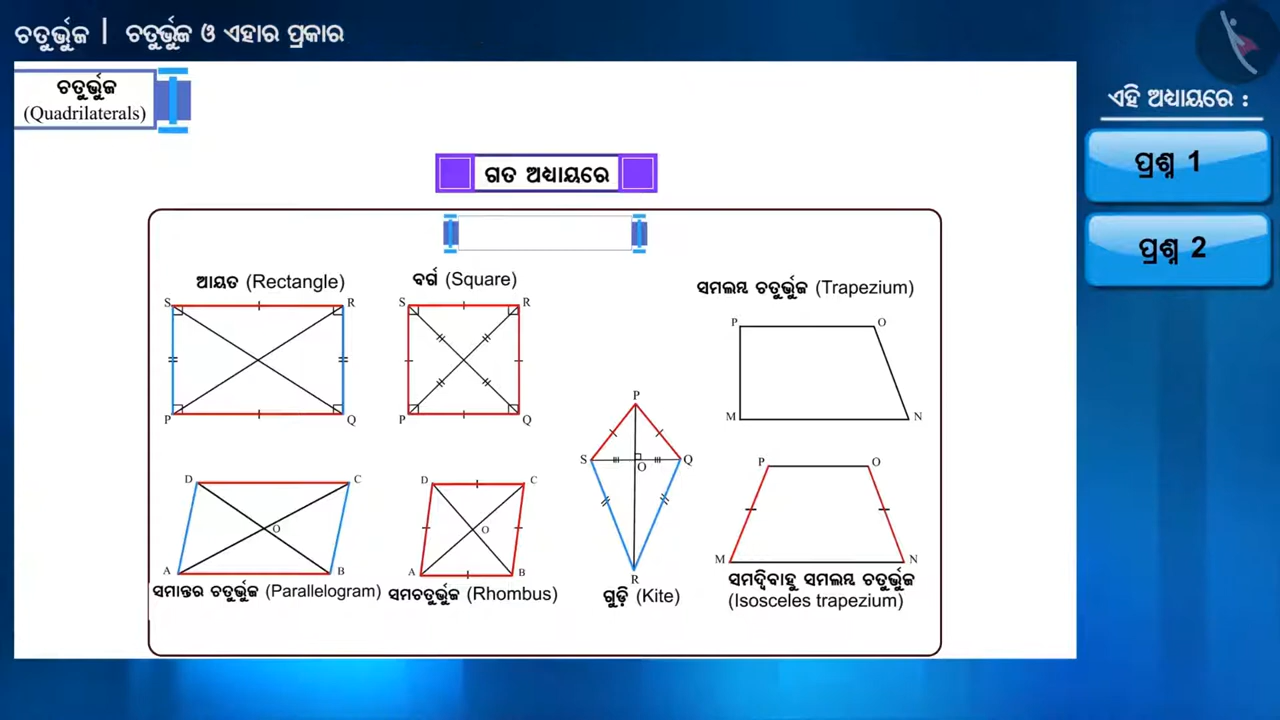 ଚତୁର୍ଭୁଜ | ଚତୁର୍ଭୁଜ ଓ ଏହାର ପ୍ରକାର
ଚତୁର୍ଭୁଜ
(Quadrilaterals)
ଗତ ଅଧ୍ୟାୟରେ
ଏହି ଅଧ୍ୟାୟରେ :
ପ୍ରଶ୍ନ 1
ପ୍ରଶ୍ନ 2
ଆୟତ (Rectangle)
S R
P Q
ବର୍ଗ (Square)
S R
P Q
ସମଲମ୍ବ ଚତୁର୍ଭୁଜ (Trapezium)
P O
M N
D C
O
A B
ସମାନ୍ତର ଚତୁର୍ଭୁଜ (Parallelogram)
D C
O
A B
ସମଚତୁର୍ଭୁଜ (Rhombus)
P
S Q
O
R
ଗୁଡ଼ି (Kite)
P O
M N
ସମଦ୍ୱିବାହୁ ସମଲମ୍ବ ଚତୁର୍ଭୁଜ
(Isosceles trapezium)